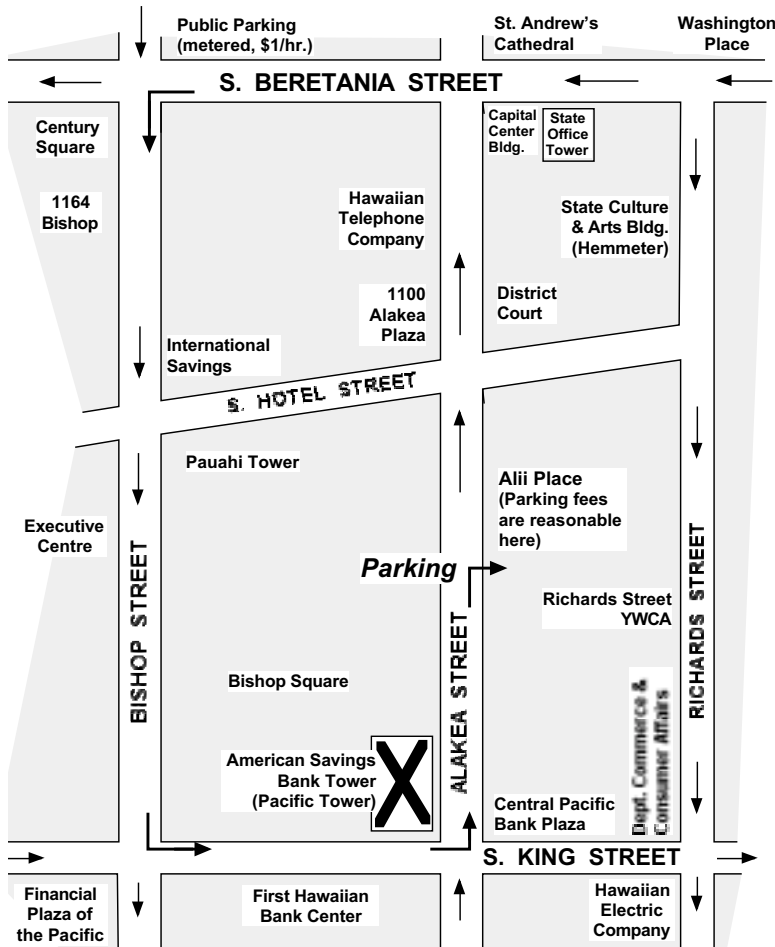 Public Parking
(metered, $1/hr.)
St. Andrew's
Cathedral
Washington
Place
S. BERETANIA STREET
Century
Square
Capital
Center
Bldg.
State
Office
Tower
1164
Bishop
Hawaiian
Telephone
Company
State Culture
& Arts Bldg.
(Hemmeter)
1100
Alakea
Plaza
District
Court
International
Savings
S. HOTEL STREET
Pauahi Tower
Alii Place
(Parking fees
are reasonable
here)
Executive
Centre
Parking
BISHOP STREET
ALAKEA STREET
RICHARDS STREET
Richards Street
YWCA
Bishop Square
Dept. Commerce &
Consumer Affairs
American Savings
Bank Tower
(Pacific Tower)
X
Central Pacific
Bank Plaza
S. KING STREET
Financial
Plaza of
the Pacific
First Hawaiian
Bank Center
Hawaiian
Electric
Company